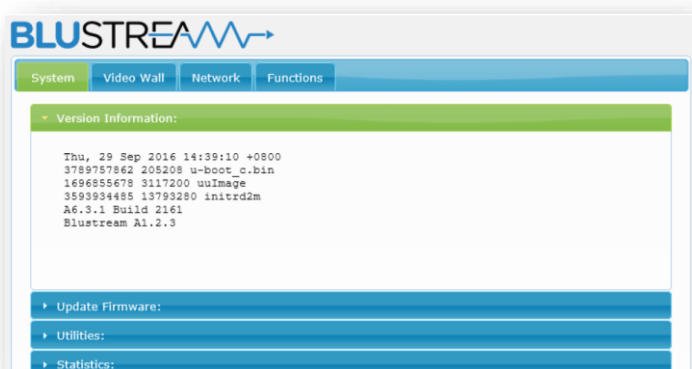 BLUSTREAM
System Video Wall Network Functions
Version Information:
Thu, 29 Sep 2016 14:39:10 +0800
3789757862 205208 u-boot_c.bin
1696855678 3117200 uuImage
3593934485 13793280 initrd2m
A6.3.1 Build 2161
Blustream A1.2.3
Update Firmware:
Utilities:
Statistics: